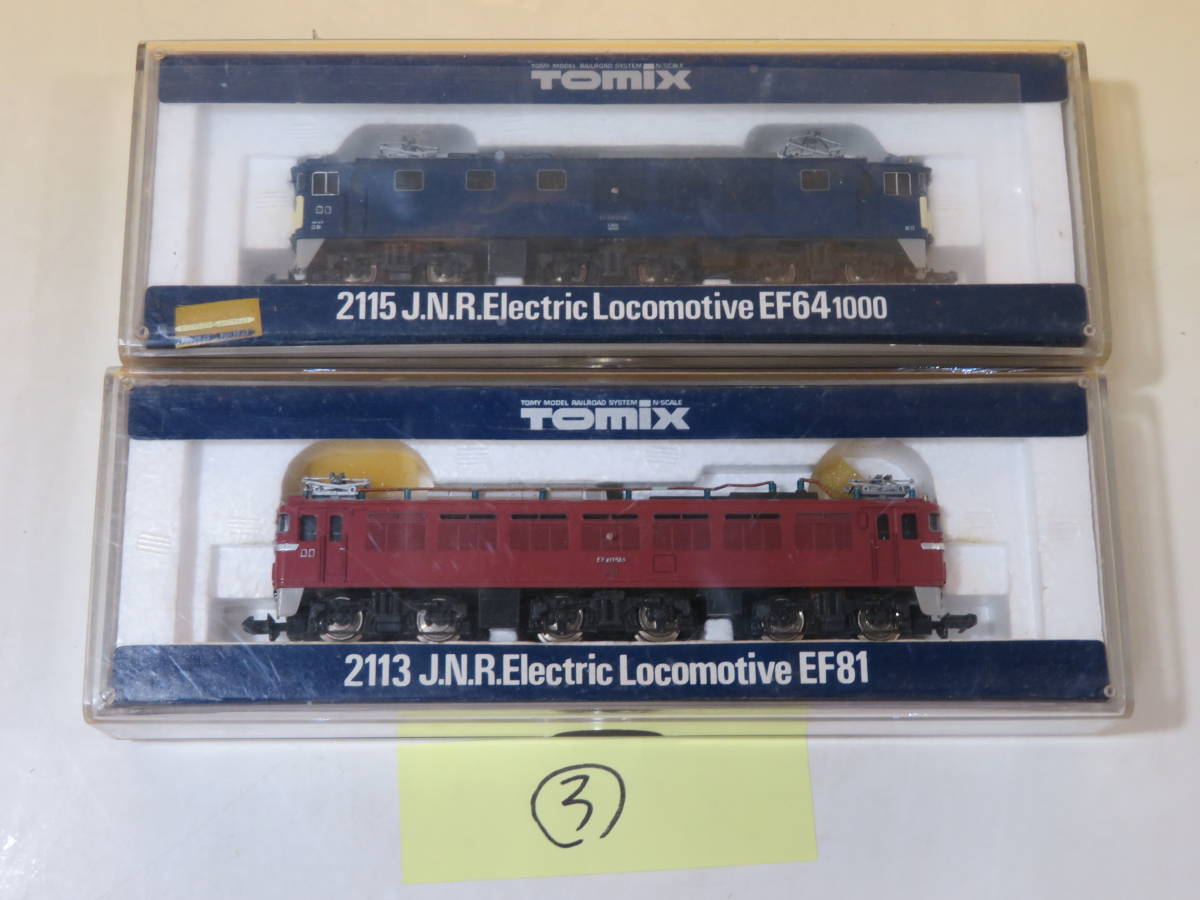 TOMY MODEL RAILROAD SYSTEM N-SCALE
TOMIX
2115 J.N.R.Electric Locomotive EF64 1000
TOMY MODEL RAILROAD SYSTEM N-SCALE
TOMIX
2113 J.N.R.Electric Locomotive EF81
3